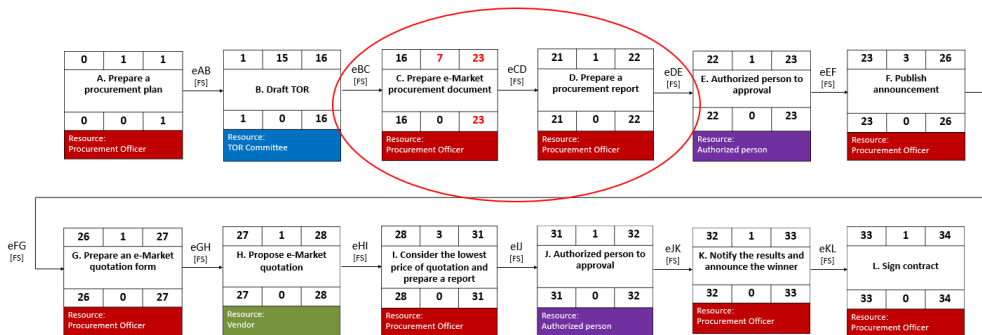 0 1 1
A. Prepare a
procurement plan
0 0 1
Resource:
Procurement Officer
eAB
[FS]
1 15 16
B. Draft TOR
1 0 16
Resource:
TOR Committee
eBC
[FS]
16 7 23
C. Prepare e-Market
procurement document
16 0 23
Resource:
Procurement Officer
eCD
[FS]
21 1 22
D. Prepare a
procurement report
21 0 22
Resource:
Procurement Officer
eDE
[FS]
22 1 23
E. Authorized person to
approval
22 0 23
Resource:
Authorized person
eEF
[FS]
23 3 26
F. Publish
announcement
23 0 26
Resource:
Procurement Officer
eFG
[FS]
26 1 27
G. Prepare an e-Market
quotation form
26 0 27
Resource:
Procurement Officer
eGH
[FS]
27 1 28
H. Propose e-Market
quotation
27 0 28
Resource:
Vendor
eHI
[FS]
28 3 31
I. Consider the lowest
price of quotation and
prepare a report
28 0 31
Resource:
Procurement Officer
eIJ
[FS]
31 1 32
J. Authorized person to
approval
31 0 32
Resource:
Authorized person
eJK
[FS]
32 1 33
K. Notify the results and
announce the winner
32 0 33
Resource:
Procurement Officer
eKL
[FS]
33 1 34
L. Sign contract
33 0 34
Resource:
Procurement Officer